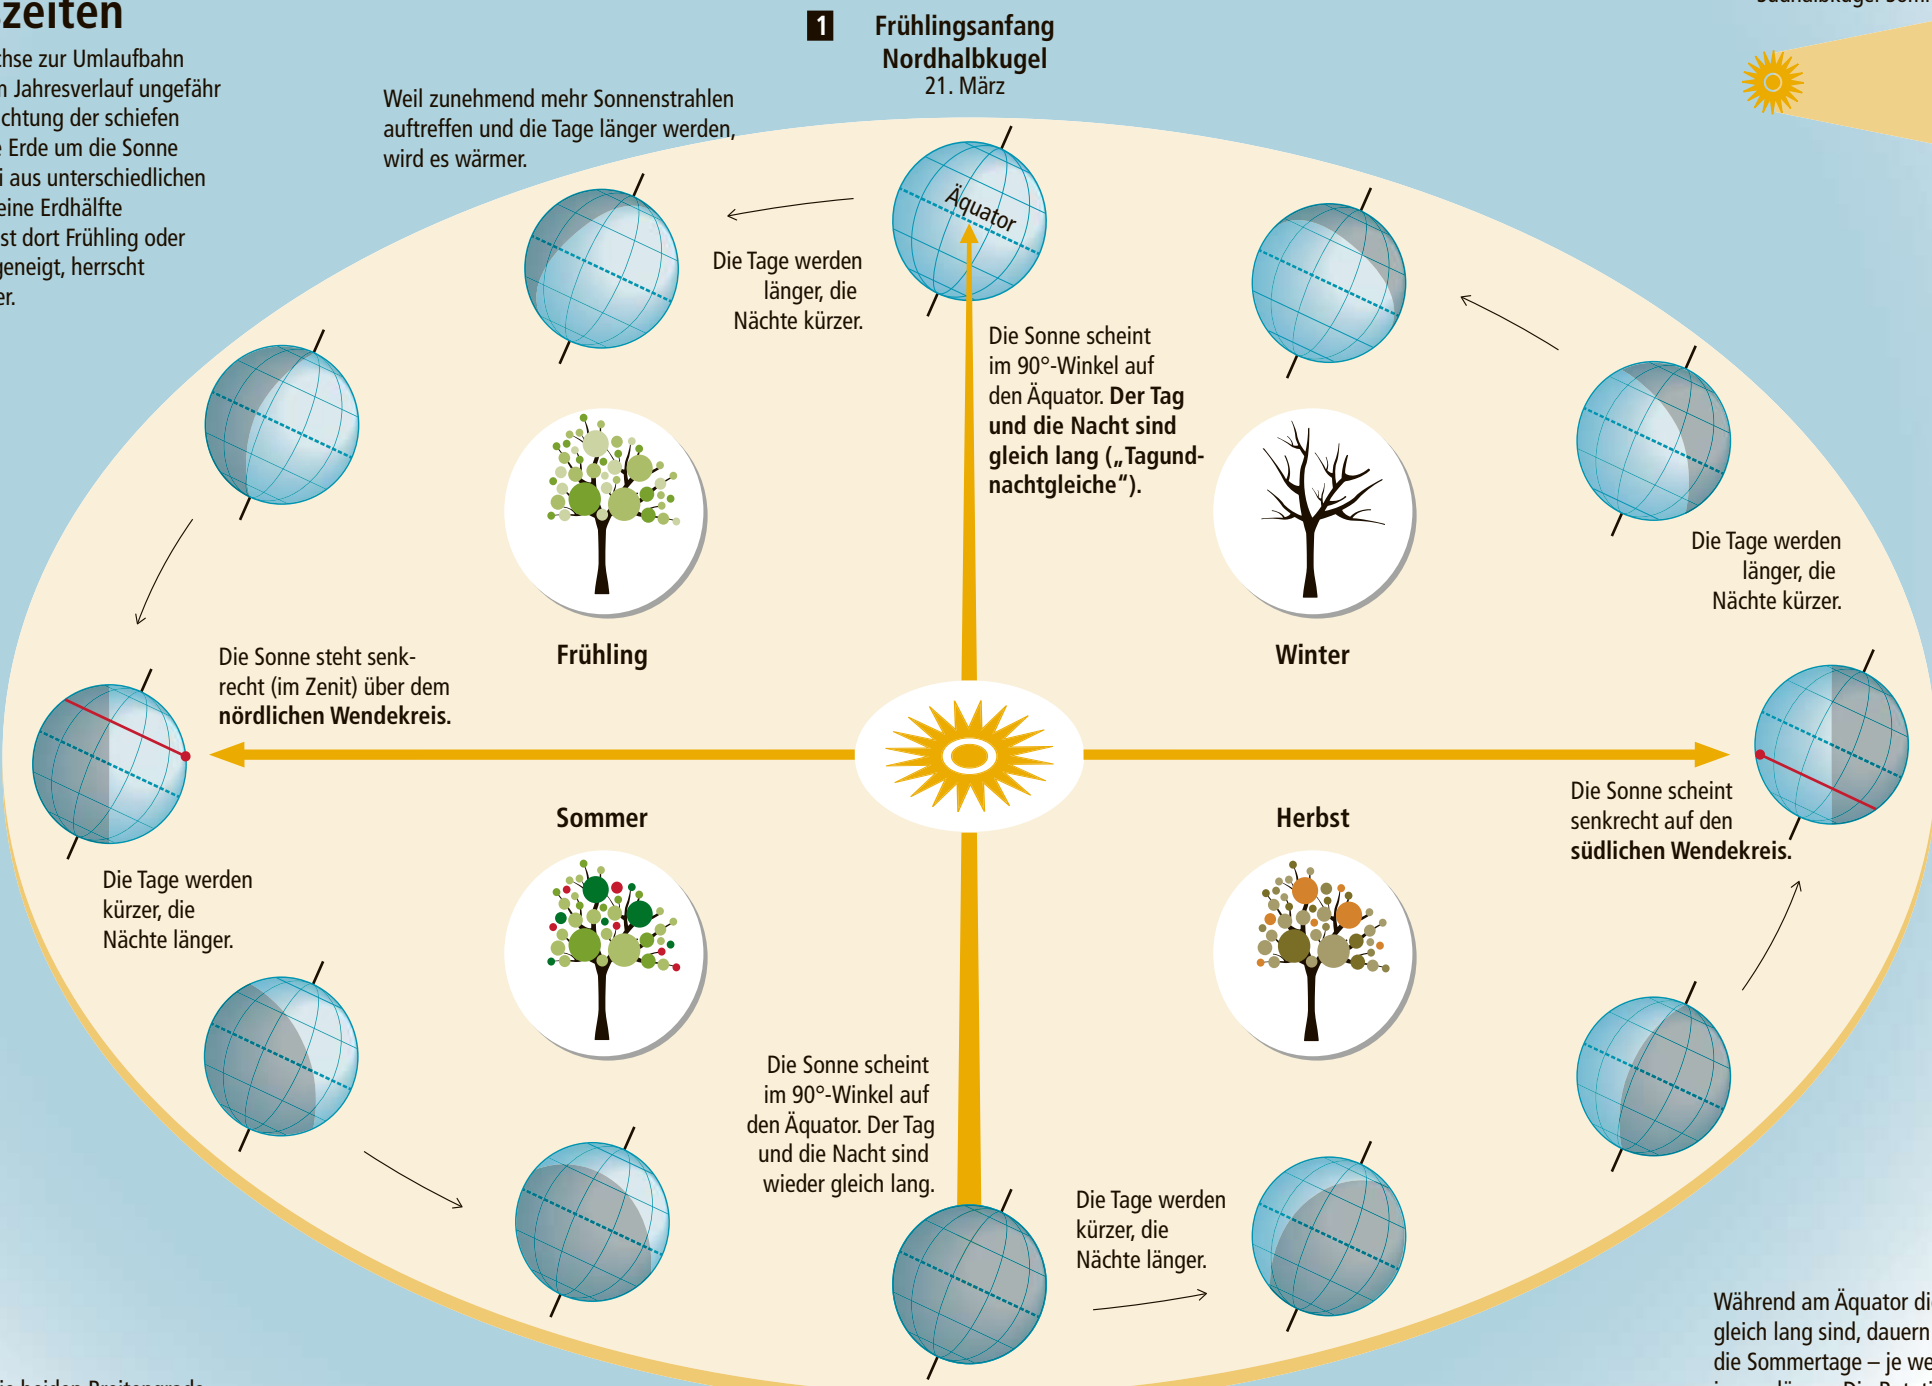 zeiten
chse zur Umlaufbahn
n Jahresverlauf ungefähr
ichtung der schiefen
e Erde um die Sonne
i aus unterschiedlichen
eine Erdhälfte
st dort Frühling oder
geneigt, herrscht
er.
1
Frühlingsanfang
Nordhalbkugel
21. März
Weil zunehmend mehr Sonnenstrahlen
auftreffen und die Tage länger werden,
wird es wärmer.
Äquator
Die Tage werden
länger, die
Nächte kürzer.
Die Sonne scheint
im 90°-Winkel auf
den Äquator. Der Tag
und die Nacht sind
gleich lang („Tagund-
nachtgleiche“).
Die Tage werden
länger, die
Nächte kürzer.
Die Sonne steht senk-
recht (im Zenit) über dem
nördlichen Wendekreis.
Frühling
Winter
Sommer
Herbst
Die Sonne scheint
senkrecht auf den
südlichen Wendekreis.
Die Tage werden
kürzer, die
Nächte länger.
Die Sonne scheint
im 90°-Winkel auf
den Äquator. Der Tag
und die Nacht sind
wieder gleich lang.
Die Tage werden
kürzer, die
Nächte länger.
Während am Äquator di
gleich lang sind, dauern
die Sommertage – je we